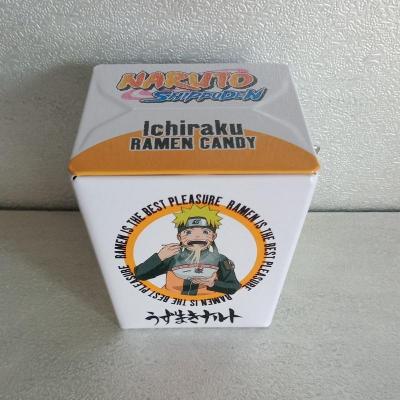 NARUTO
SHIPPUDEN
Ichiraku
RAMEN CANDY
RAMEN IS THE BEST PLEASURE RAMEN IS THE BEST PLEASURE RAMEN IS THE BEST PLEASURE
うずまきナルト